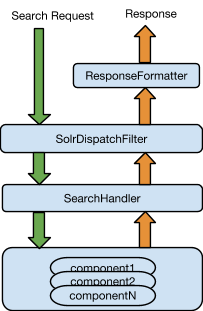 Search Request
Response
ResponseFormatter
SolrDispatchFilter
SearchHandler
component1
component2
componentN